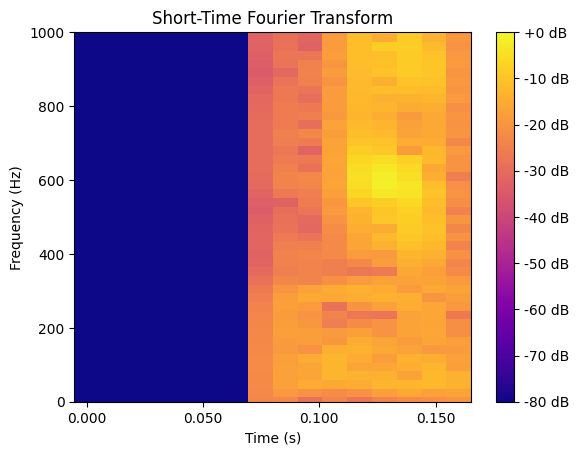 Short-Time Fourier Transform
Frequency (Hz)
1000
800
600
400
200
0
0.000
0.050
0.100
0.150
Time (s)
+0 dB
-10 dB
-20 dB
-30 dB
-40 dB
-50 dB
-60 dB
-70 dB
-80 dB